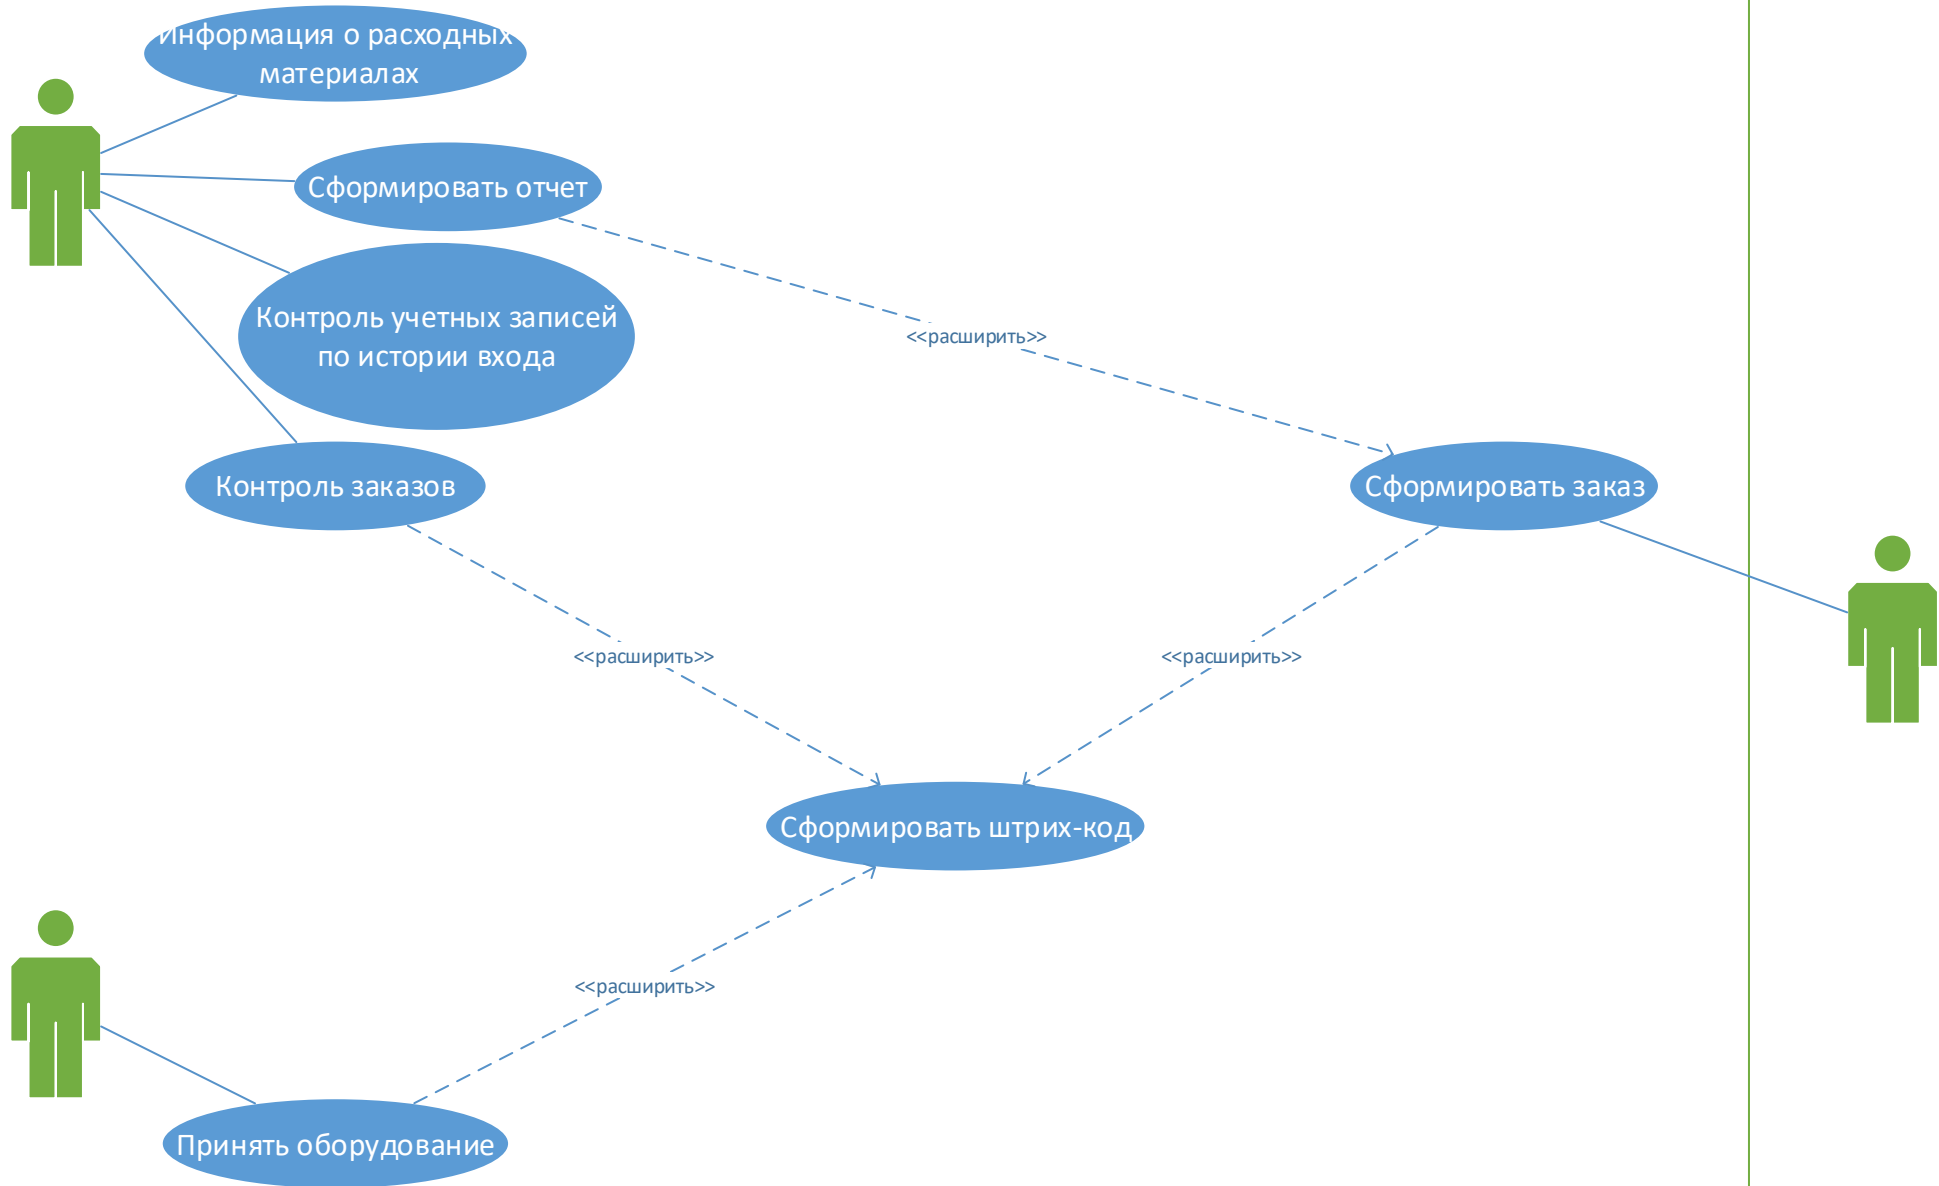 Информация о расходных
материалах
Сформировать отчет
Контроль учетных записей
по истории входа
<<расширить>>
Контроль заказов
Сформировать заказ
<<расширить>>
<<расширить>>
Сформировать штрих-код
<<расширить>>
Принять оборудование